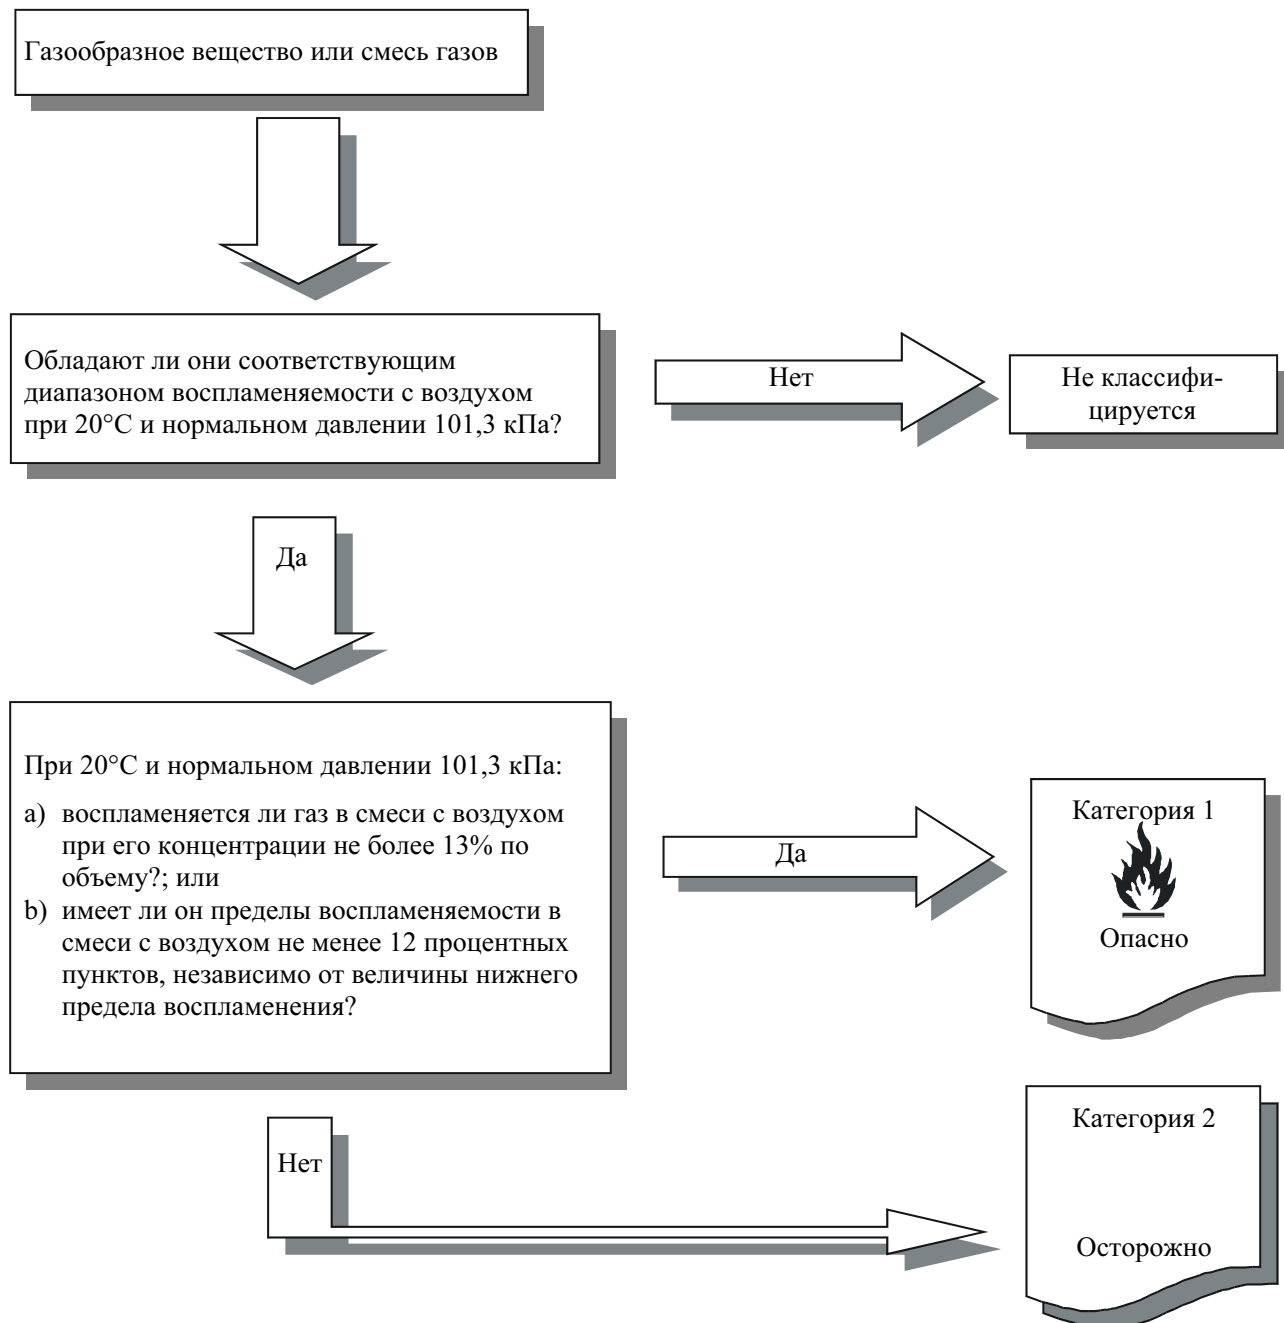 Газообразное вещество или смесь газов
Обладают ли они соответствующим
диапазоном воспламеняемости с воздухом
при 20°C и нормальном давлении 101,3 кПа?
Нет
Не классифи-
цируется
Да
При 20°C и нормальном давлении 101,3 кПа:
a) воспламеняется ли газ в смеси с воздухом
при его концентрации не более 13% по
объему?; или
b) имеет ли он пределы воспламеняемости в
смеси с воздухом не менее 12 процентных
пунктов, независимо от величины нижнего
предела воспламенения?
Да
Категория 1
Опасно
Нет
Категория 2
Осторожно